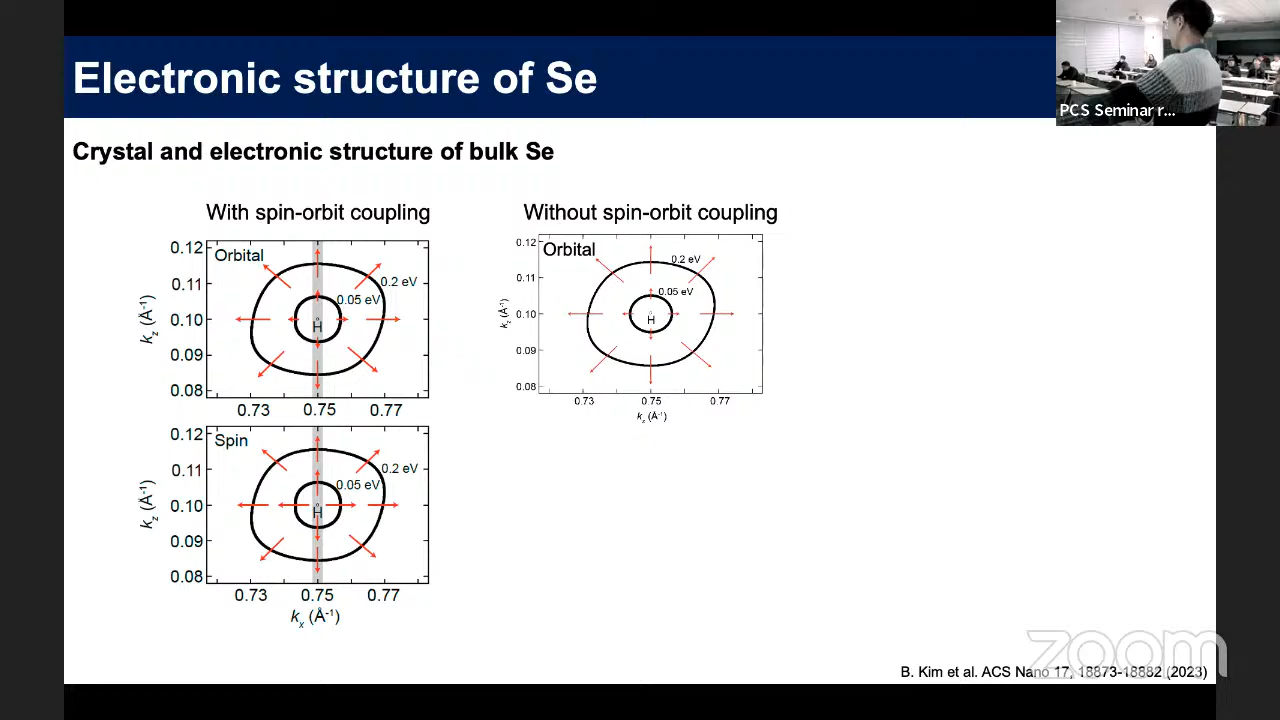 Electronic structure of Se
PCS Seminar r...
Crystal and electronic structure of bulk Se
With spin-orbit coupling
Without spin-orbit coupling
Orbital
0.12
0.11
0.10
0.09
0.08
0.2 eV
0.05 eV
H
0.73
0.75
0.77
kz (Å-1)
Orbital
0.12
0.11
0.10
0.09
0.08
0.2 eV
0.05 eV
H
0.73
0.75
0.77
kz (Å-1)
kx (Å-1)
Spin
0.12
0.11
0.10
0.09
0.08
0.2 eV
0.05 eV
H
0.73
0.75
0.77
kz (Å-1)
kx (Å-1)
zoom
B. Kim et al. ACS Nano 17, 18873-18882 (2023)